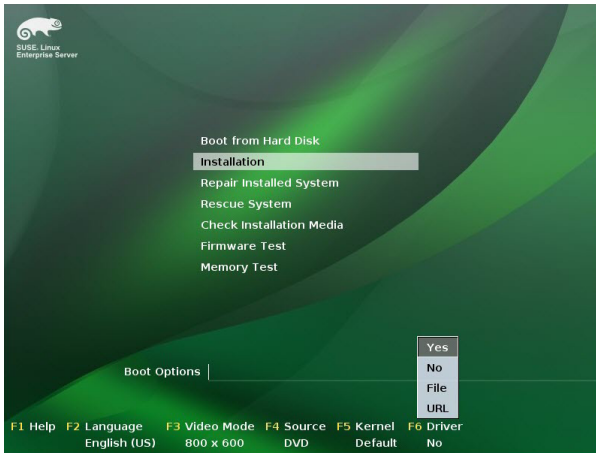 SUSE. Linux
Enterprise Server
Boot from Hard Disk
Installation
Repair Installed System
Rescue System
Check Installation Media
Firmware Test
Memory Test
Yes
No
File
URL
Boot Options
F1 Help F2 Language F3 Video Mode F4 Source F5 Kernel F6 Driver
English (US) 800 x 600 DVD Default No